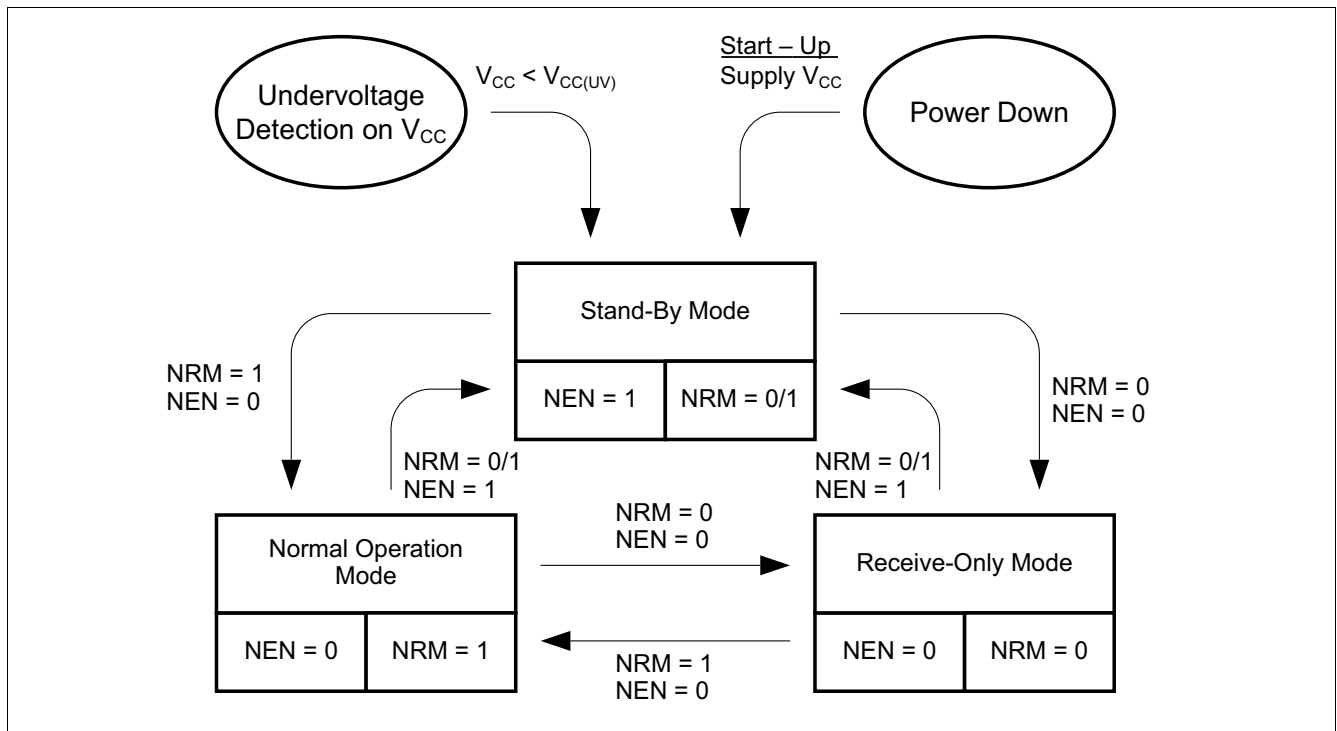 Undervoltage
Detection on VCC
VCC < VCC(UV)
Start – Up
Supply VCC
Power Down
Stand-By Mode
NEN = 1
NRM = 0/1
NRM = 1
NEN = 0
NRM = 0
NEN = 0
NRM = 0/1
NEN = 1
NRM = 0/1
NEN = 1
Normal Operation
Mode
NEN = 0
NRM = 1
NRM = 0
NEN = 0
NRM = 1
NEN = 0
Receive-Only Mode
NEN = 0
NRM = 0